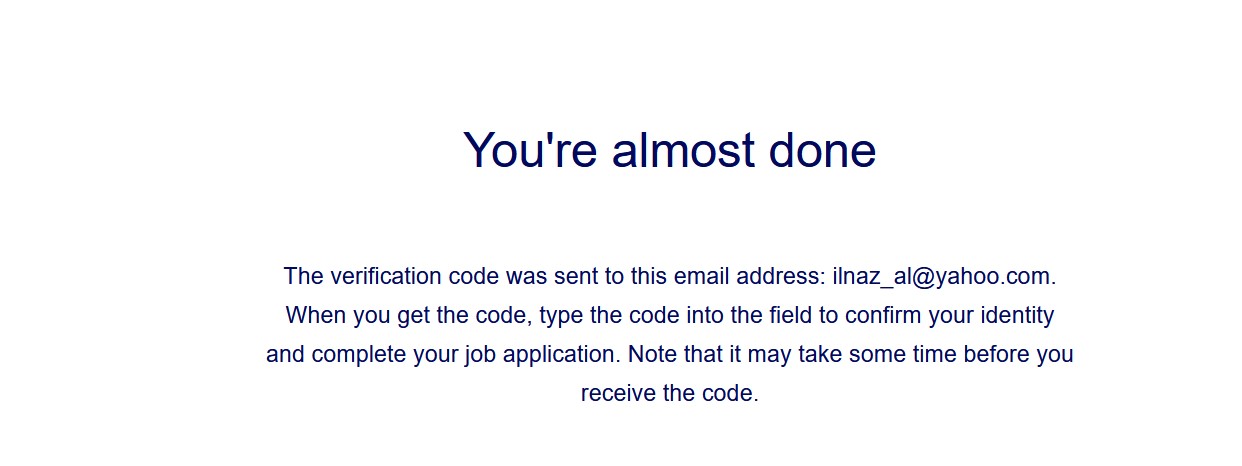 You're almost done
The verification code was sent to this email address: ilnaz_al@yahoo.com.
When you get the code, type the code into the field to confirm your identity
and complete your job application. Note that it may take some time before you
receive the code.